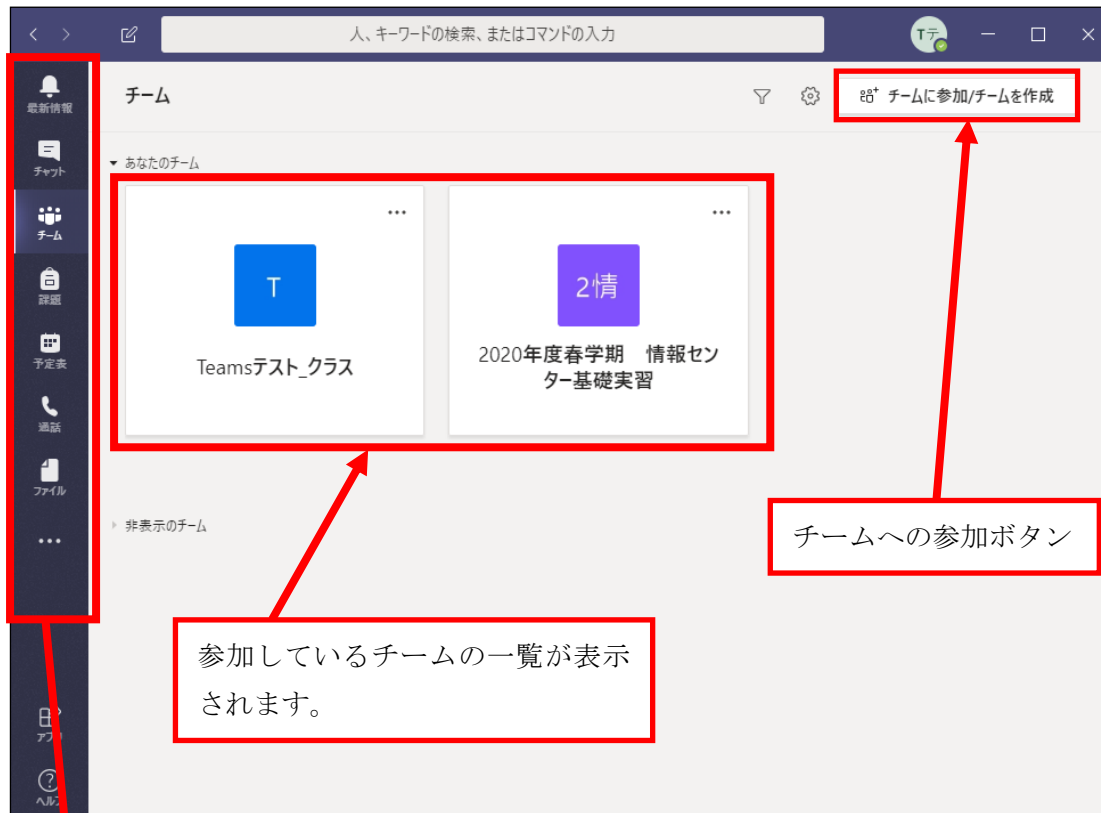 人、キーワードの検索、またはコマンドの入力
Tテ
最新情報
チャット
チーム
課題
予定表
通話
ファイル
アプリ
ヘルプ
チーム
チームに参加/チームを作成
あなたのチーム
T
Teamsテスト_クラス
2情
2020年度春学期　情報セン
ター基礎実習
非表示のチーム
チームへの参加ボタン
参加しているチームの一覧が表示
されます。